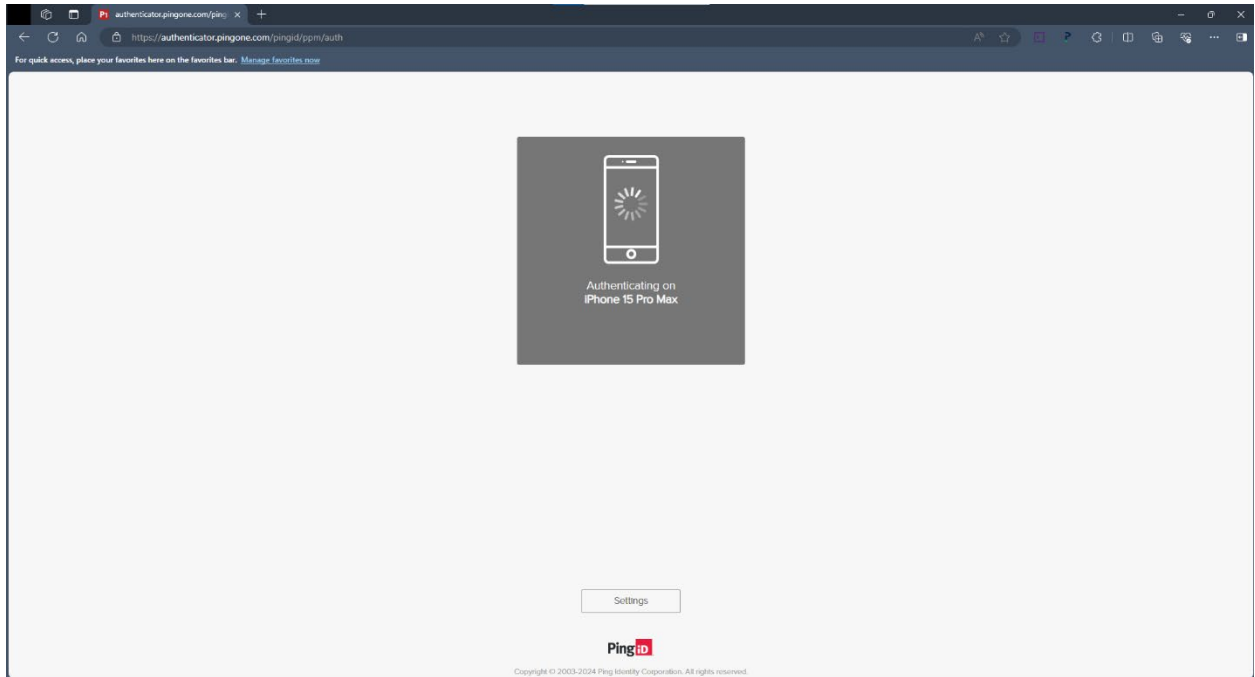 authenticator.pingone.com/ping
https://authenticator.pingone.com/pingid/ppm/auth
For quick access, place your favorites here on the favorites bar. Manage favorites now
Authenticating on
iPhone 15 Pro Max
Settings
PingID
Copyright © 2003-2024 Ping Identity Corporation. All rights reserved.